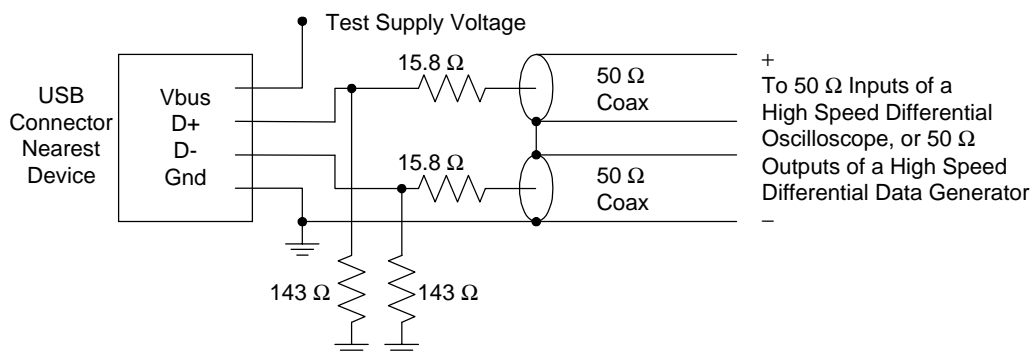 Test Supply Voltage
USB
Connector
Nearest
Device
Vbus
D+
D-
Gnd
15.8 Ω
50 Ω
Coax
15.8 Ω
50 Ω
Coax
+
To 50 Ω Inputs of a
High Speed Differential
Oscilloscope, or 50 Ω
Outputs of a High Speed
Differential Data Generator
−
143 Ω
143 Ω